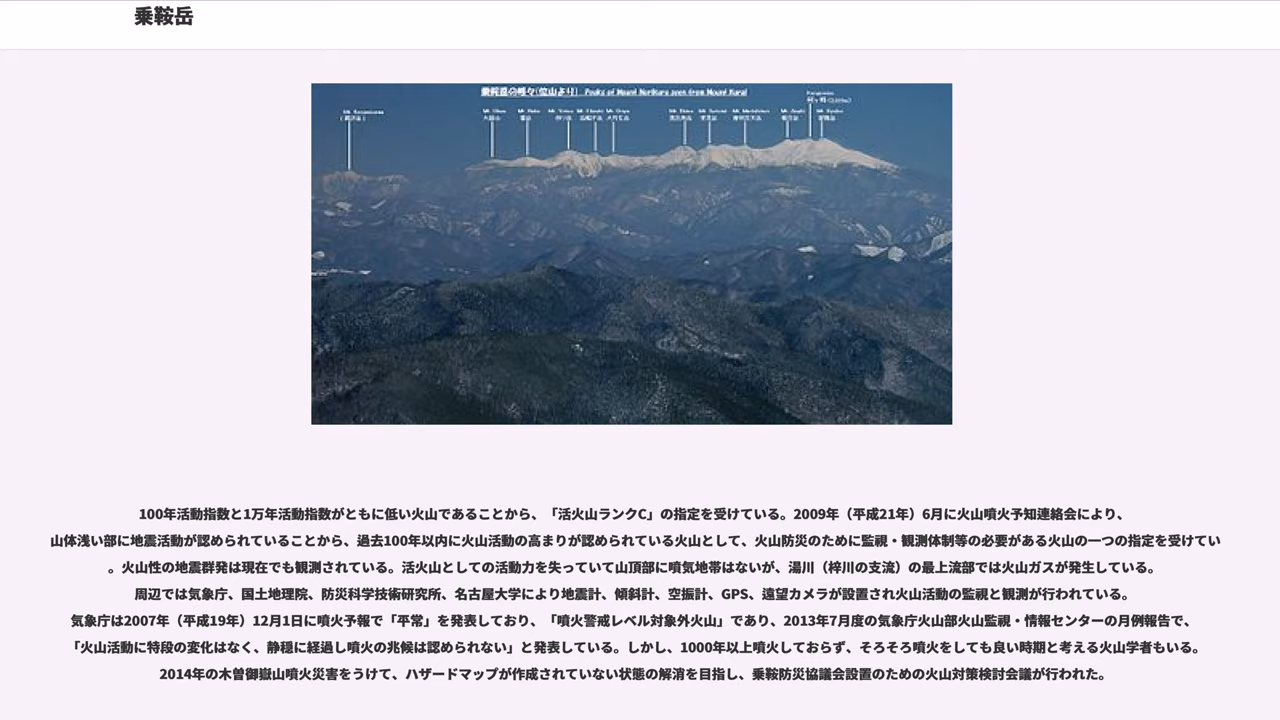 乗鞍岳
乗鞍岳の峰々(位山より) Peaks of Mount Norikura seen from Mount Kurai
100年活動指数と1万年活動指数がともに低い火山であることから、「活火山ランクC」の指定を受けている。2009年（平成21年）6月に火山噴火予知連絡会により、
山体浅い部に地震活動が認められていることから、過去100年以内に火山活動の高まりが認められている火山として、火山防災のために監視・観測体制等の必要がある火山の一つの指定を受けてい
。火山性の地震群発は現在でも観測されている。活火山としての活動力を失っていて山頂部に噴気地帯はないが、湯川（梓川の支流）の最上流部では火山ガスが発生している。
周辺では気象庁、国土地理院、防災科学技術研究所、名古屋大学により地震計、傾斜計、空振計、GPS、遠望カメラが設置され火山活動の監視と観測が行われている。
気象庁は2007年（平成19年）12月1日に噴火予報で「平常」を発表しており、「噴火警戒レベル対象外火山」であり、2013年7月度の気象庁火山部火山監視・情報センターの月例報告で、
「火山活動に特段の変化はなく、静穏に経過し噴火の兆候は認められない」と発表している。しかし、1000年以上噴火しておらず、そろそろ噴火をしても良い時期と考える火山学者もいる。
2014年の木曽御嶽山噴火災害をうけて、ハザードマップが作成されていない状態の解消を目指し、乗鞍防災協議会設置のための火山対策検討会議が行われた。